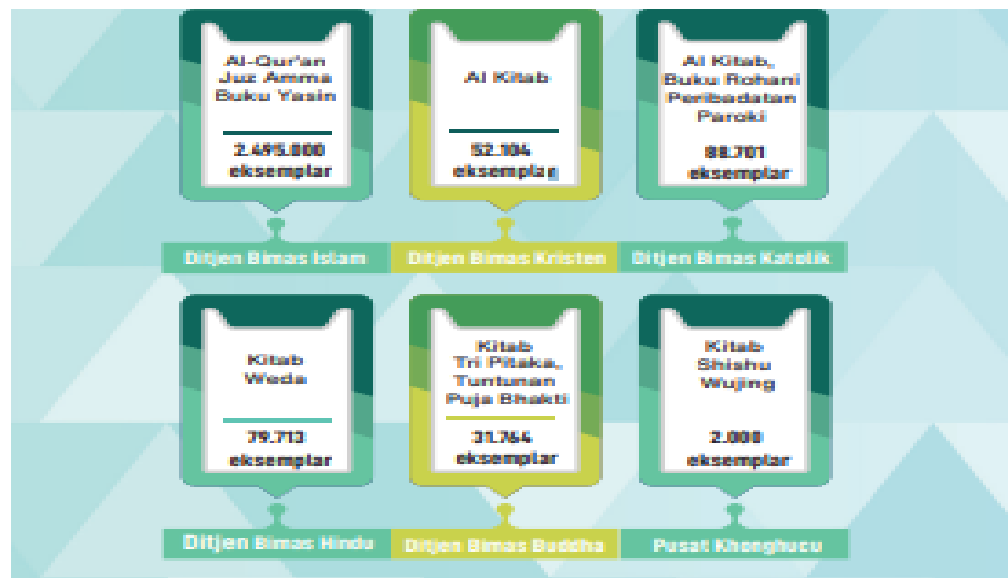 Al-Qur'an
Juz Amma
Buku Yasin
2.495.000
eksemplar
Ditjen Bimas Islam
Al Kitab
52.104
eksemplar
Ditjen Bimas Kristen
Al Kitab,
Buku Rohani
Peribadatan
Paroki
88.701
eksemplar
Ditjen Bimas Katolik
Kitab
Weda
79.713
eksemplar
Ditjen Bimas Hindu
Kitab
Tri Pitaka,
Tuntunan
Puja Bhakti
31.764
eksemplar
Ditjen Bimas Buddha
Kitab
Shishu
Wujing
2.000
eksemplar
Pusat Khonghucu